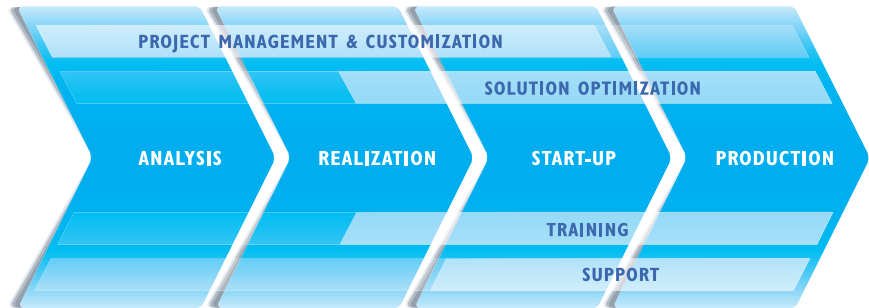 PROJECT MANAGEMENT & CUSTOMIZATION
SOLUTION OPTIMIZATION
ANALYSIS
REALIZATION
START-UP
PRODUCTION
TRAINING
SUPPORT